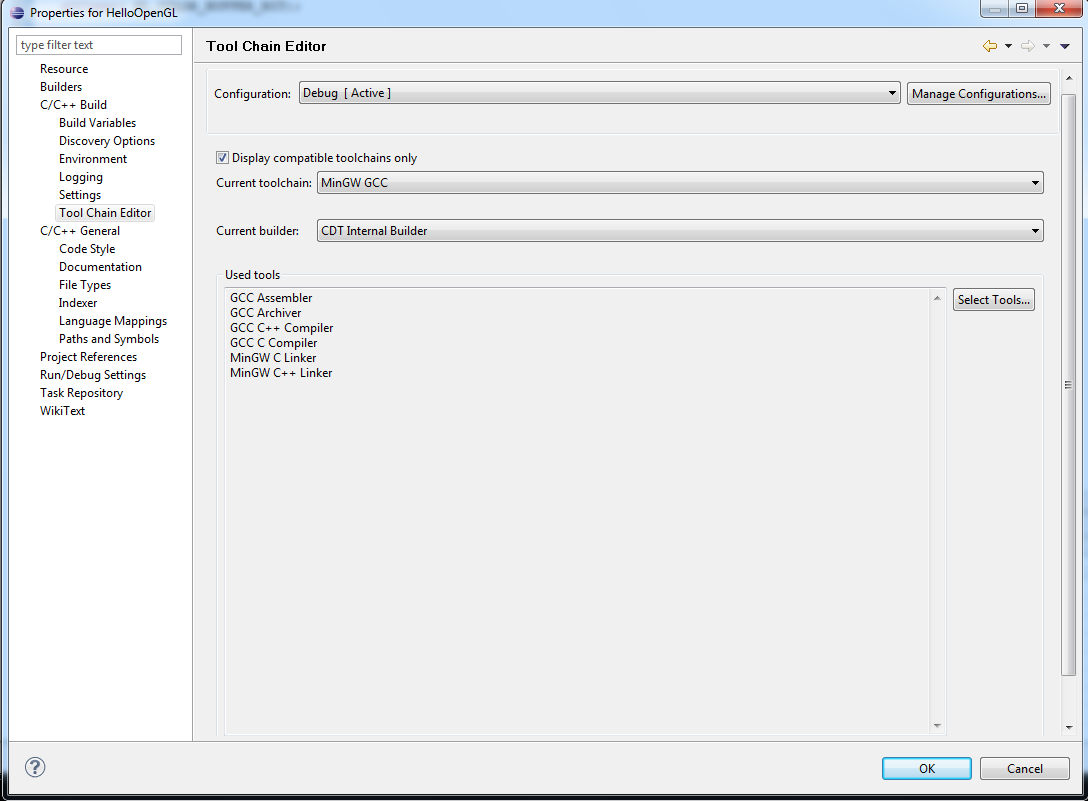 Properties for HelloOpenGL
type filter text
Resource
Builders
C/C++ Build
Build Variables
Discovery Options
Environment
Logging
Settings
Tool Chain Editor
C/C++ General
Code Style
Documentation
File Types
Indexer
Language Mappings
Paths and Symbols
Project References
Run/Debug Settings
Task Repository
WikiText
Tool Chain Editor
Configuration: Debug [ Active ] Manage Configurations...
Display compatible toolchains only
Current toolchain: MinGW GCC
Current builder: CDT Internal Builder
Used tools
GCC Assembler
GCC Archiver
GCC C++ Compiler
GCC C Compiler
MinGW C Linker
MinGW C++ Linker
Select Tools...
?
OK Cancel